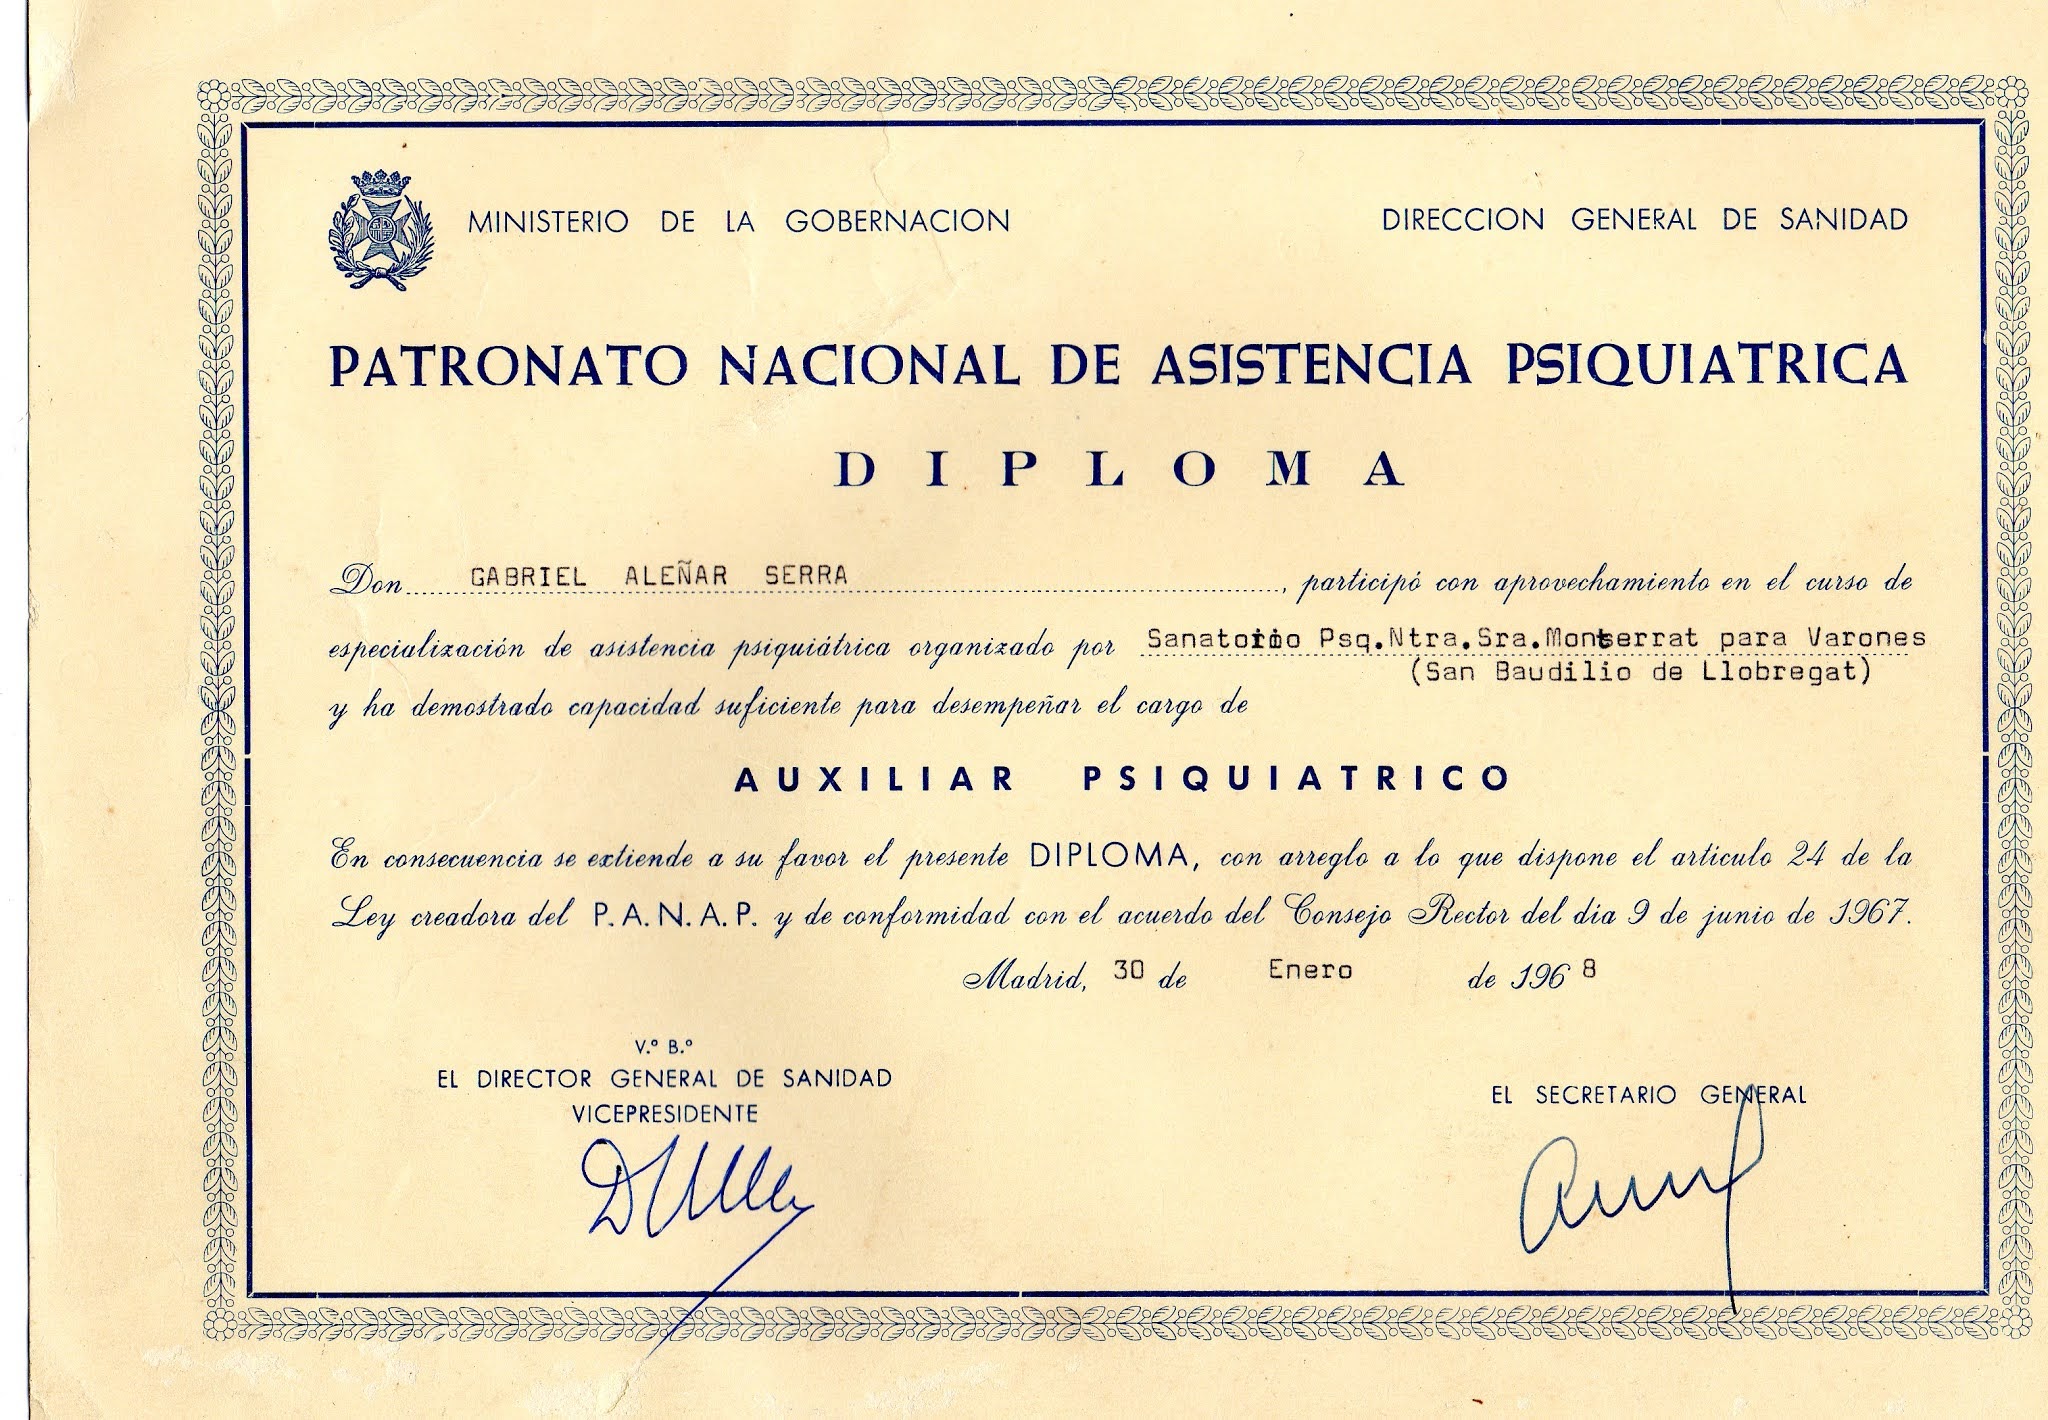 MINISTERIO DE LA GOBERNACION DIRECCION GENERAL DE SANIDAD
PATRONATO NACIONAL DE ASISTENCIA PSIQUIATRICA
DIPLOMA
Don GABRIEL ALEÑAR SERRA, participó con aprovechamiento en el curso de
especialización de asistencia psiquiátrica organizado por Sanatorio Psq.Ntra.Sra.Montserrat para Varones
(San Baudilio de Llobregat)
y ha demostrado capacidad suficiente para desempeñar el cargo de
AUXILIAR PSIQUIATRICO
En consecuencia se extiende a su favor el presente DIPLOMA, con arreglo a lo que dispone el artículo 24 de la
Ley creadora del P.A.N.A.P. y de conformidad con el acuerdo del Consejo Rector del día 9 de junio de 1967.
Madrid, 30 de Enero de 1968
V.º B.º
EL DIRECTOR GENERAL DE SANIDAD
VICEPRESIDENTE
EL SECRETARIO GENERAL